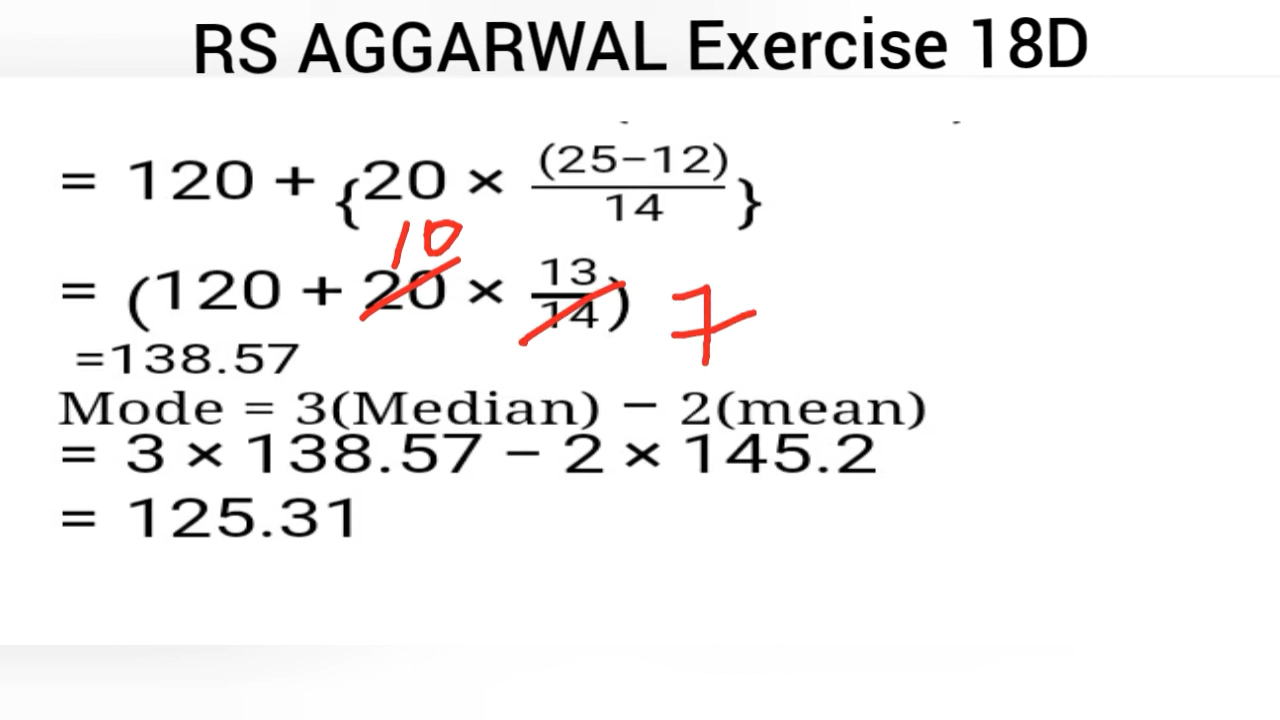 RS AGGARWAL Exercise 18D
= 120 + {20 × (25−12)/14}
10
= (120 + 20 × 13/14) 7
=138.57
Mode = 3(Median) − 2(mean)
= 3 × 138.57 − 2 × 145.2
= 125.31